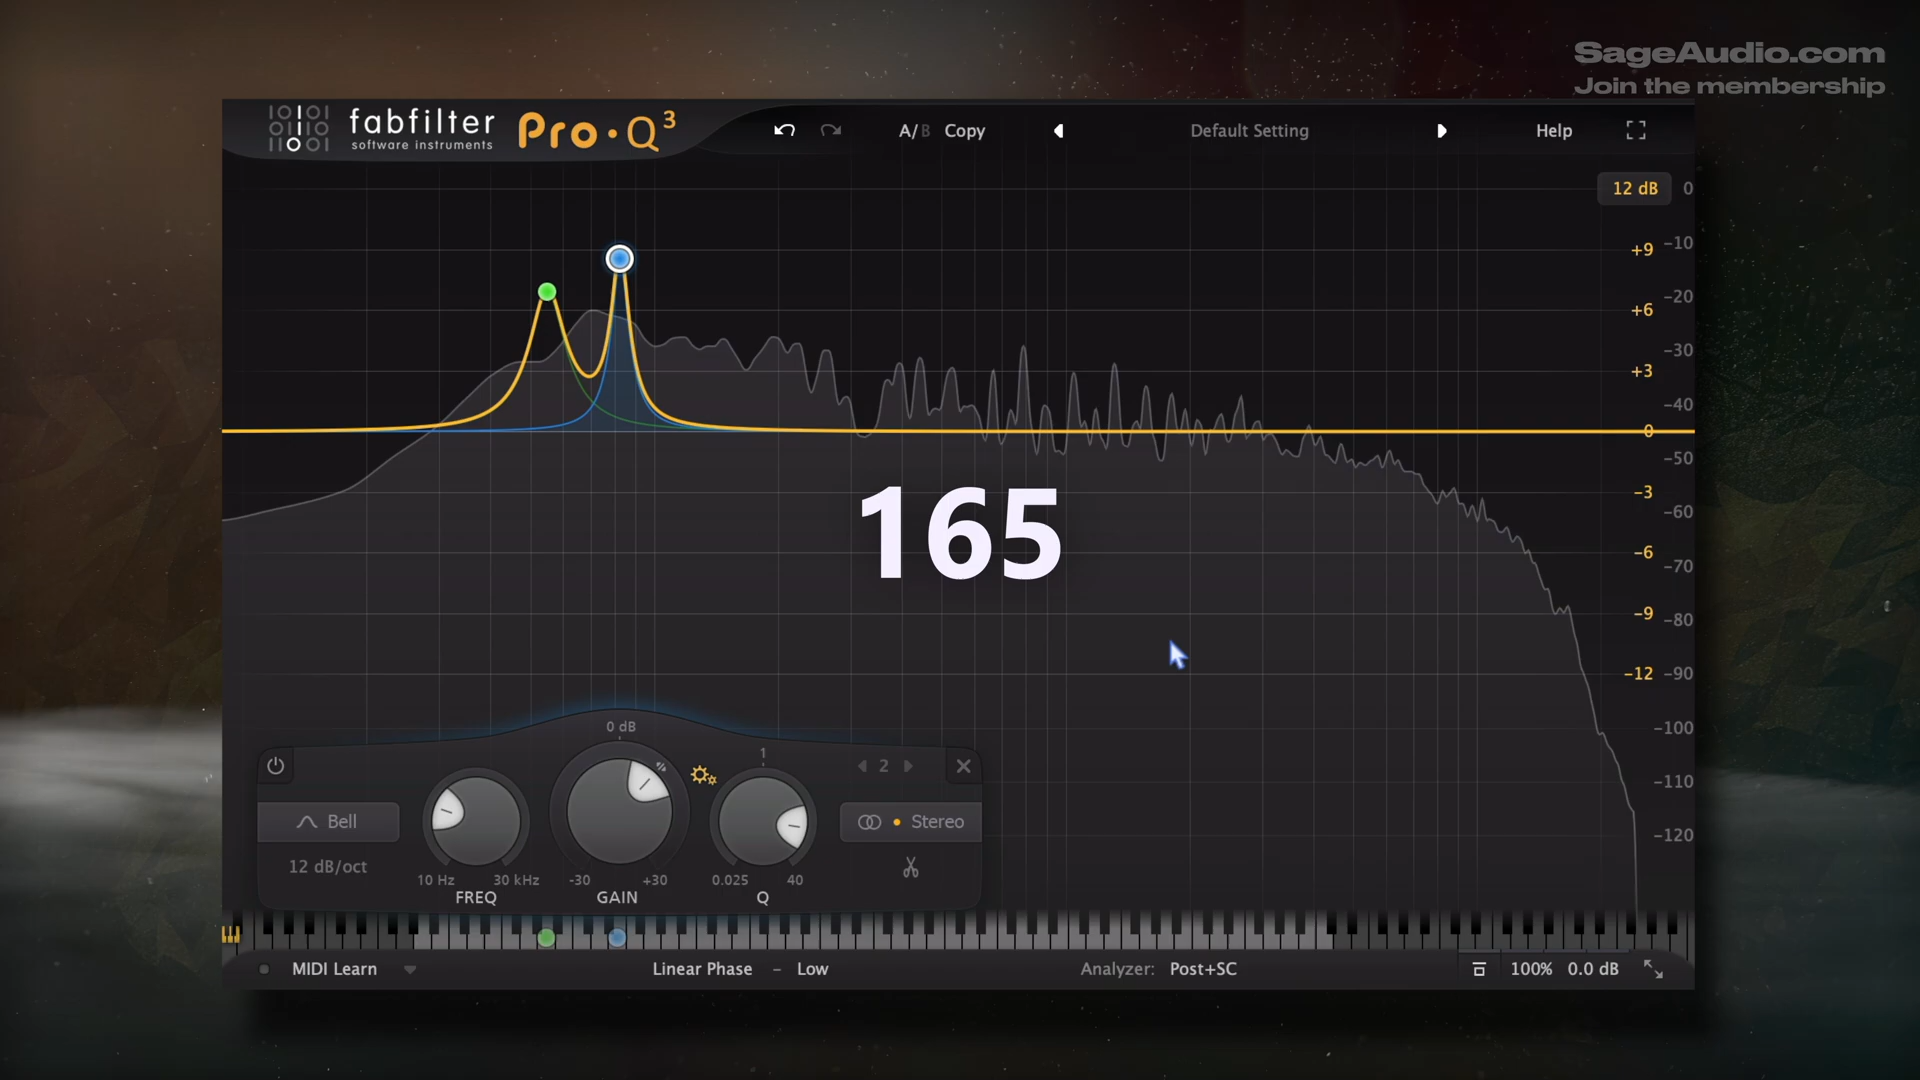 SageAudio.com
Join the membership
fabfilter
software instruments
Pro·Q3
A/B
Copy
Default Setting
Help
12 dB
0
+9
-10
-20
+6
-30
+3
-40
0
-50
-3
-60
-6
-70
-9
-80
-12
-90
-100
-110
-120
165
0 dB
1
2
Bell
Stereo
12 dB/oct
10 Hz
30 kHz
-30
+30
0.025
40
FREQ
GAIN
Q
MIDI Learn
Linear Phase - Low
Analyzer: Post+SC
100%
0.0 dB